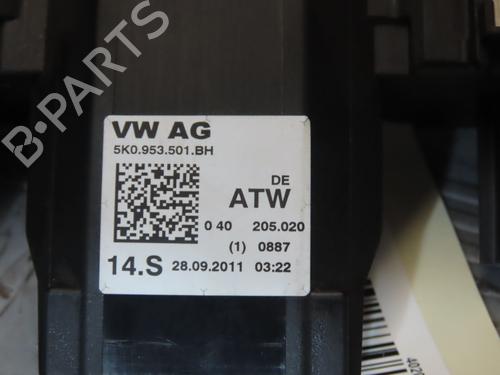 VW AG
5K0.953.501.BH
DE
ATW
0 40 205.020
(1) 0887
14.S 28.09.2011 03:22